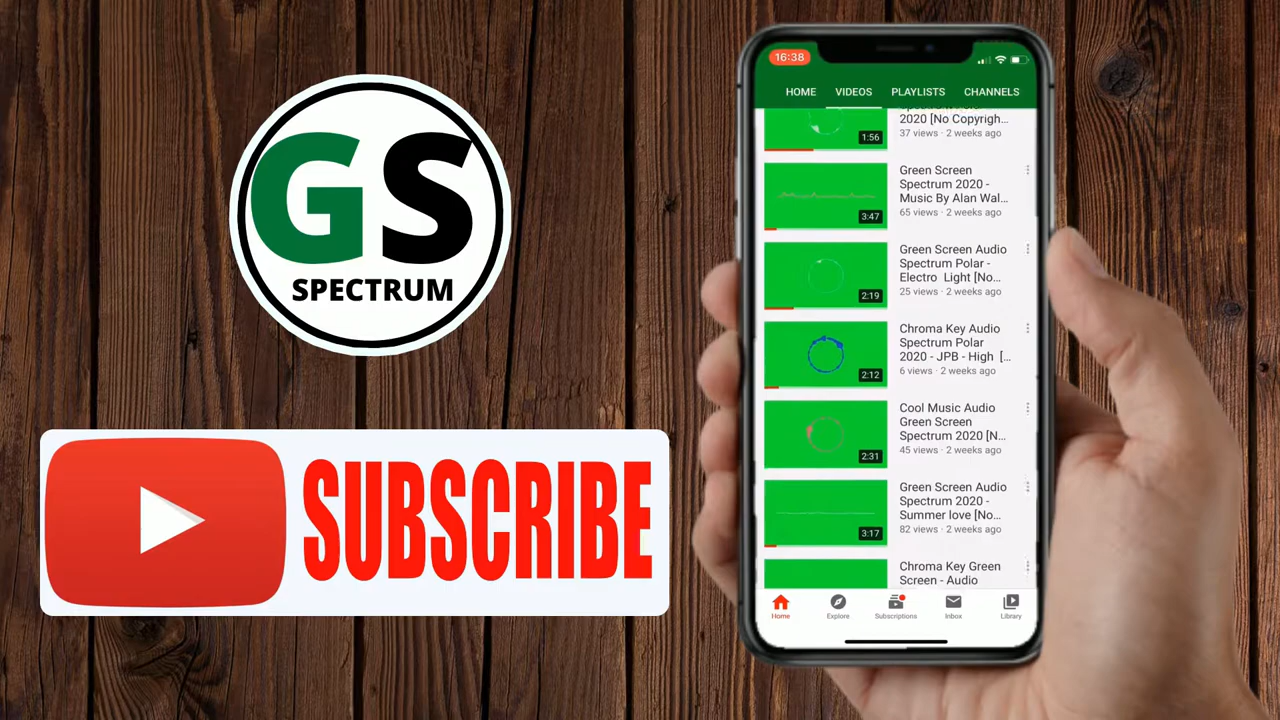 GS
SPECTRUM
SUBSCRIBE
16:38
HOME VIDEOS PLAYLISTS CHANNELS
2020 [No Copyrigh...
37 views · 2 weeks ago
1:56
Green Screen
Spectrum 2020 -
Music By Alan Wal...
65 views · 2 weeks ago
3:47
Green Screen Audio
Spectrum Polar -
Electro Light [No...
25 views · 2 weeks ago
2:19
Chroma Key Audio
Spectrum Polar
2020 - JPB - High [...
6 views · 2 weeks ago
2:12
Cool Music Audio
Green Screen
Spectrum 2020 [N...
45 views · 2 weeks ago
2:31
Green Screen Audio
Spectrum 2020 -
Summer love [No...
82 views · 2 weeks ago
3:17
Chroma Key Green
Screen - Audio
Home Explore Subscriptions Inbox Library